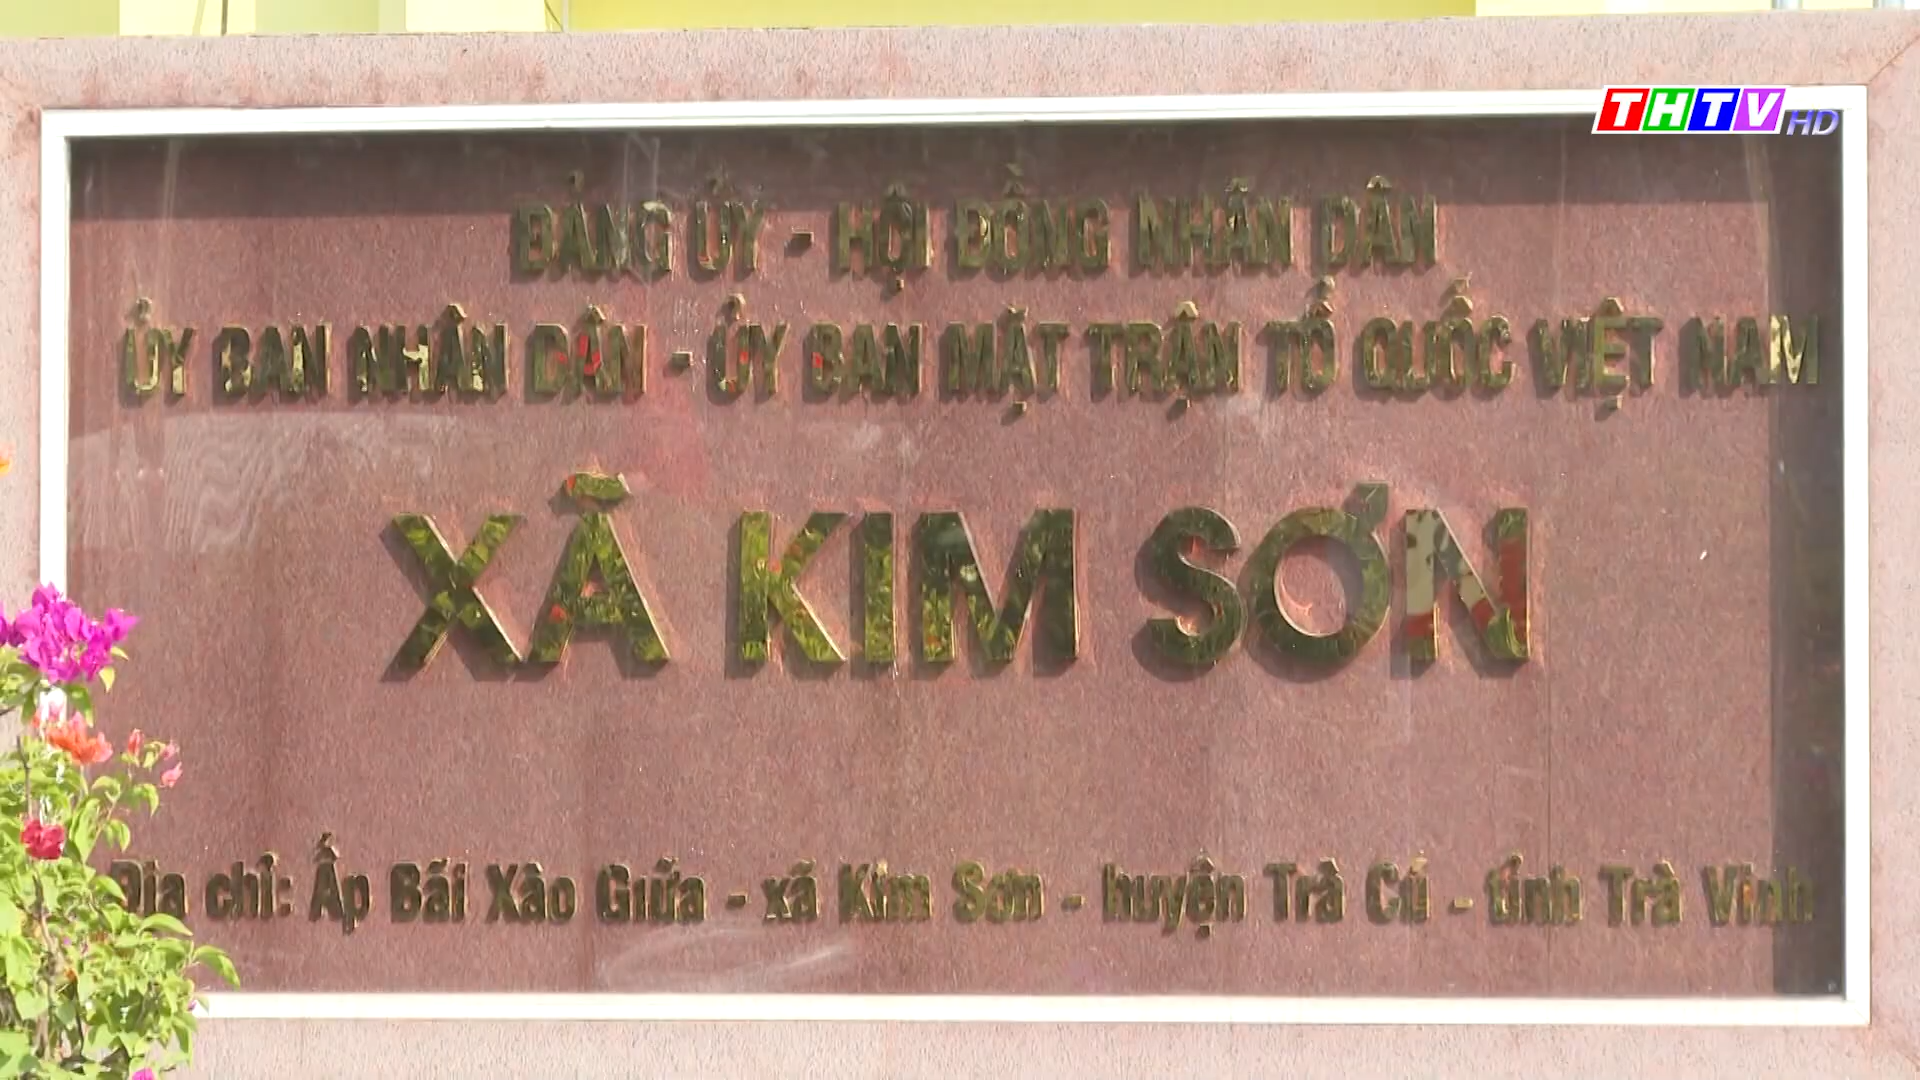 THTV HD
ĐẢNG ỦY - HỘI ĐỒNG NHÂN DÂN
ỦY BAN NHÂN DÂN - ỦY BAN MẶT TRẬN TỔ QUỐC VIỆT NAM
XÃ KIM SƠN
Địa chỉ: Ấp Bãi Xào Giữa - xã Kim Sơn - huyện Trà Cú - tỉnh Trà Vinh